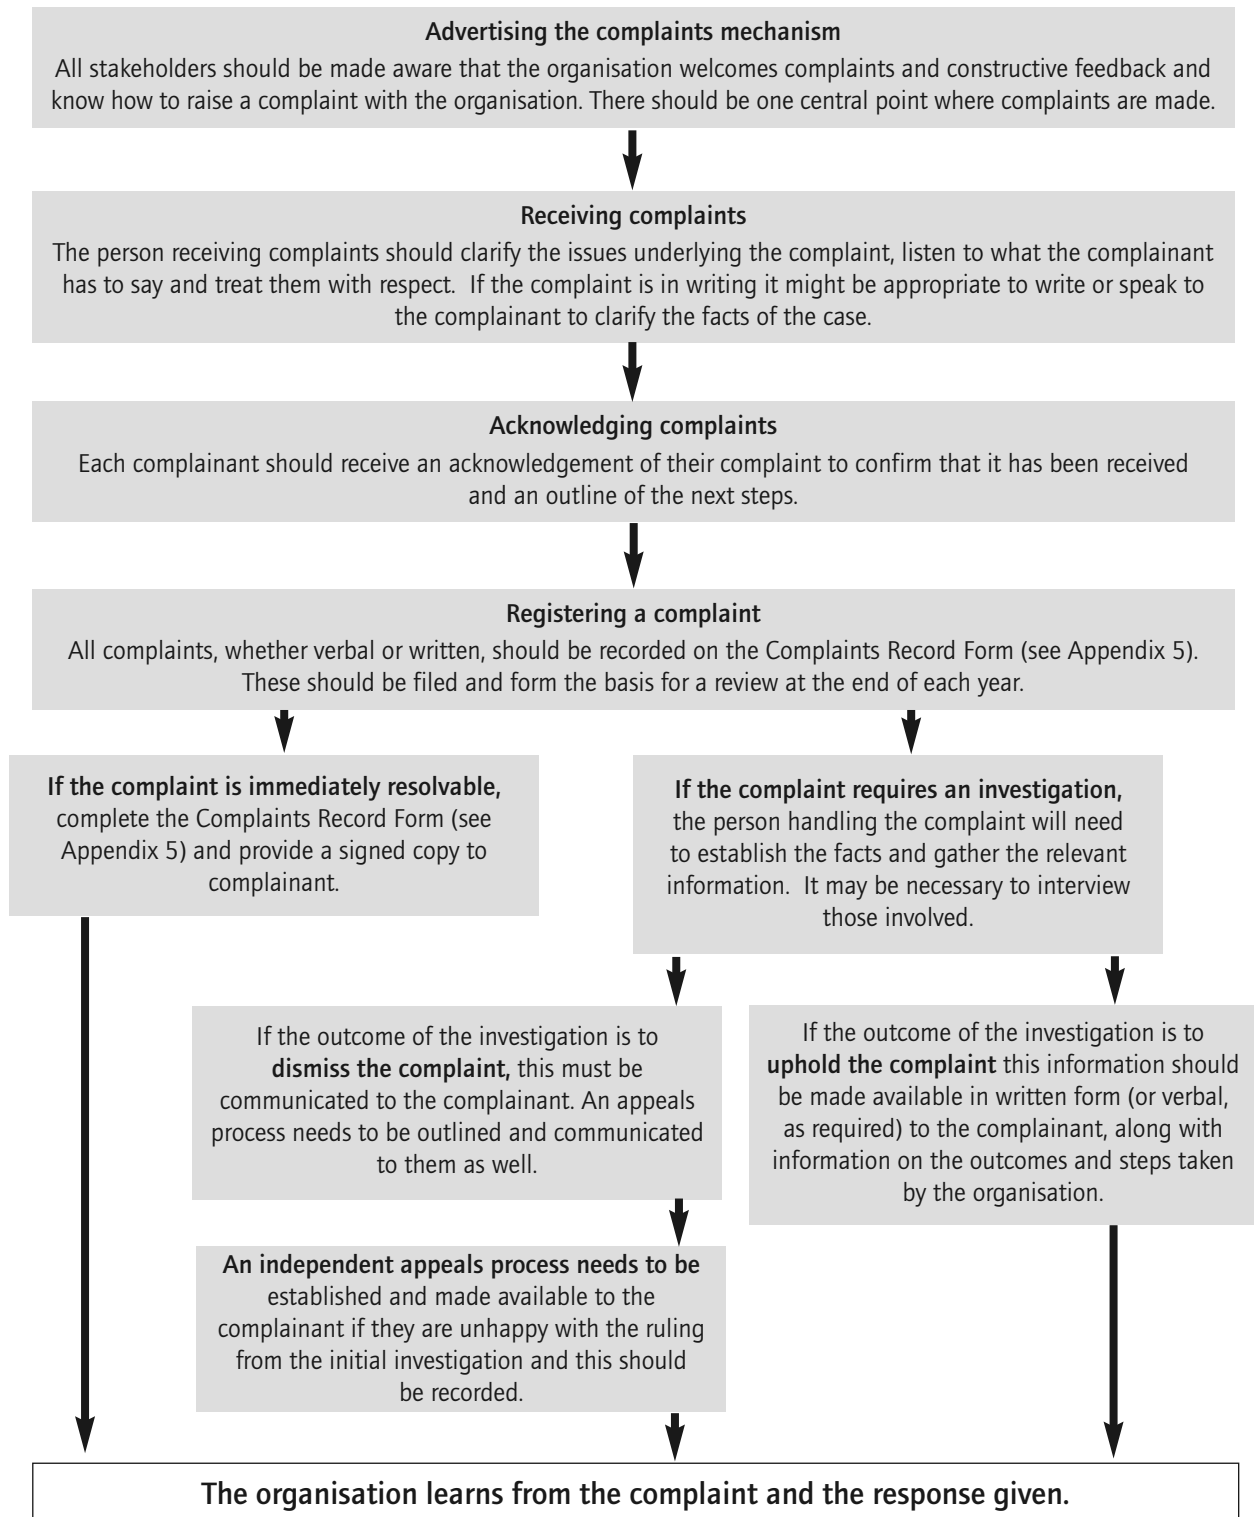 Advertising the complaints mechanism
All stakeholders should be made aware that the organisation welcomes complaints and constructive feedback and
know how to raise a complaint with the organisation. There should be one central point where complaints are made.
Receiving complaints
The person receiving complaints should clarify the issues underlying the complaint, listen to what the complainant
has to say and treat them with respect.  If the complaint is in writing it might be appropriate to write or speak to
the complainant to clarify the facts of the case.
Acknowledging complaints
Each complainant should receive an acknowledgement of their complaint to confirm that it has been received
and an outline of the next steps.
Registering a complaint
All complaints, whether verbal or written, should be recorded on the Complaints Record Form (see Appendix 5).
These should be filed and form the basis for a review at the end of each year.
If the complaint is immediately resolvable,
complete the Complaints Record Form (see
Appendix 5) and provide a signed copy to
complainant.
If the complaint requires an investigation,
the person handling the complaint will need
to establish the facts and gather the relevant
information.  It may be necessary to interview
those involved.
If the outcome of the investigation is to
dismiss the complaint, this must be
communicated to the complainant. An appeals
process needs to be outlined and communicated
to them as well.
If the outcome of the investigation is to
uphold the complaint this information should
be made available in written form (or verbal,
as required) to the complainant, along with
information on the outcomes and steps taken
by the organisation.
An independent appeals process needs to be
established and made available to the
complainant if they are unhappy with the ruling
from the initial investigation and this should
be recorded.
The organisation learns from the complaint and the response given.